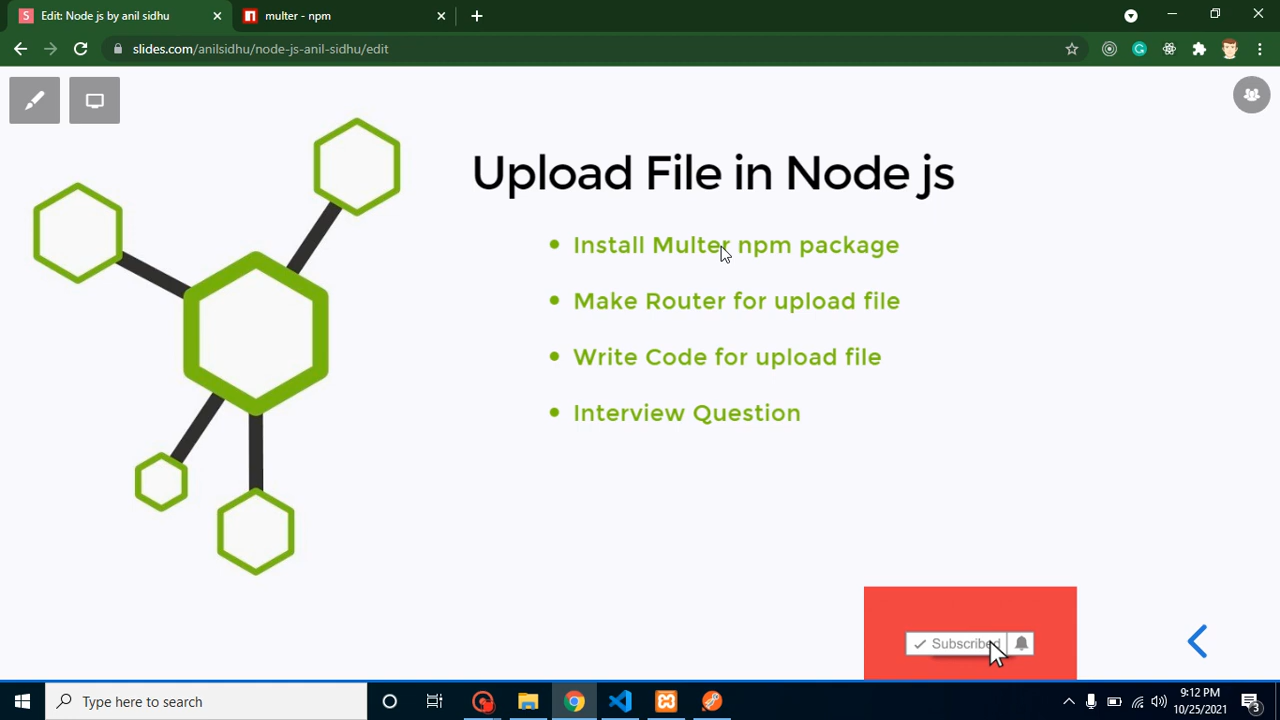 Edit: Node js by anil sidhu
multer - npm
slides.com/anilsidhu/node-js-anil-sidhu/edit
Upload File in Node js
Install Multer npm package
Make Router for upload file
Write Code for upload file
Interview Question
Subscribed
Type here to search
9:12 PM
10/25/2021
3